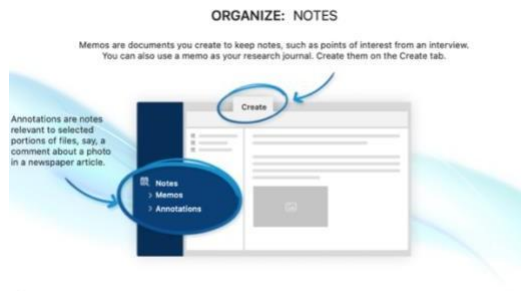 ORGANIZE: NOTES
Memos are documents you create to keep notes, such as points of interest from an interview.
You can also use a memo as your research journal. Create them on the Create tab.
Create
Annotations are notes
relevant to selected
portions of files, say, a
comment about a photo
in a newspaper article.
Notes
> Memos
> Annotations